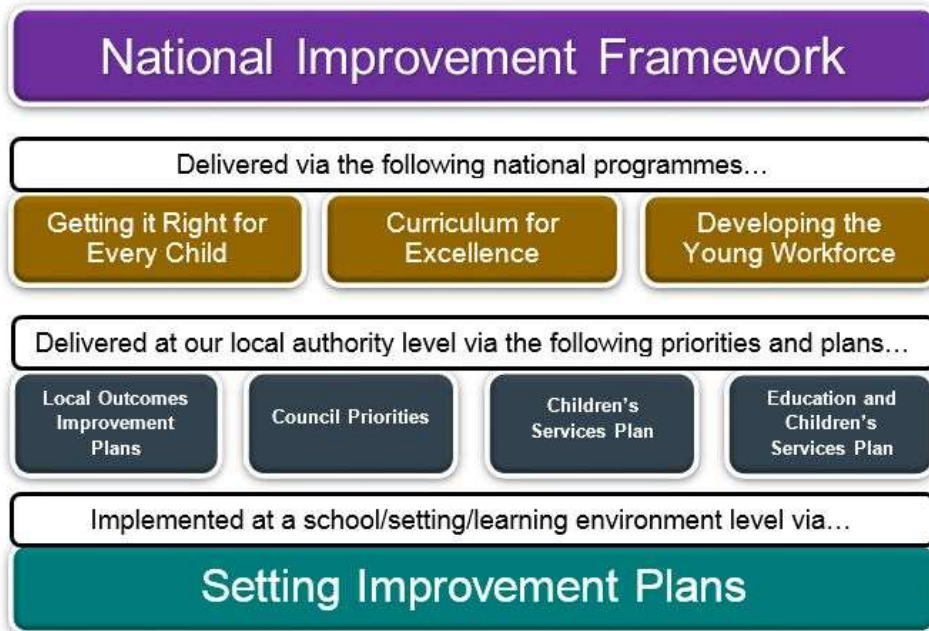 National Improvement Framework
Delivered via the following national programmes…
Getting it Right for
Every Child
Curriculum for
Excellence
Developing the
Young Workforce
Delivered at our local authority level via the following priorities and plans…
Local Outcomes
Improvement
Plans
Council Priorities
Children’s
Services Plan
Education and
Children’s
Services Plan
Implemented at a school/setting/learning environment level via…
Setting Improvement Plans